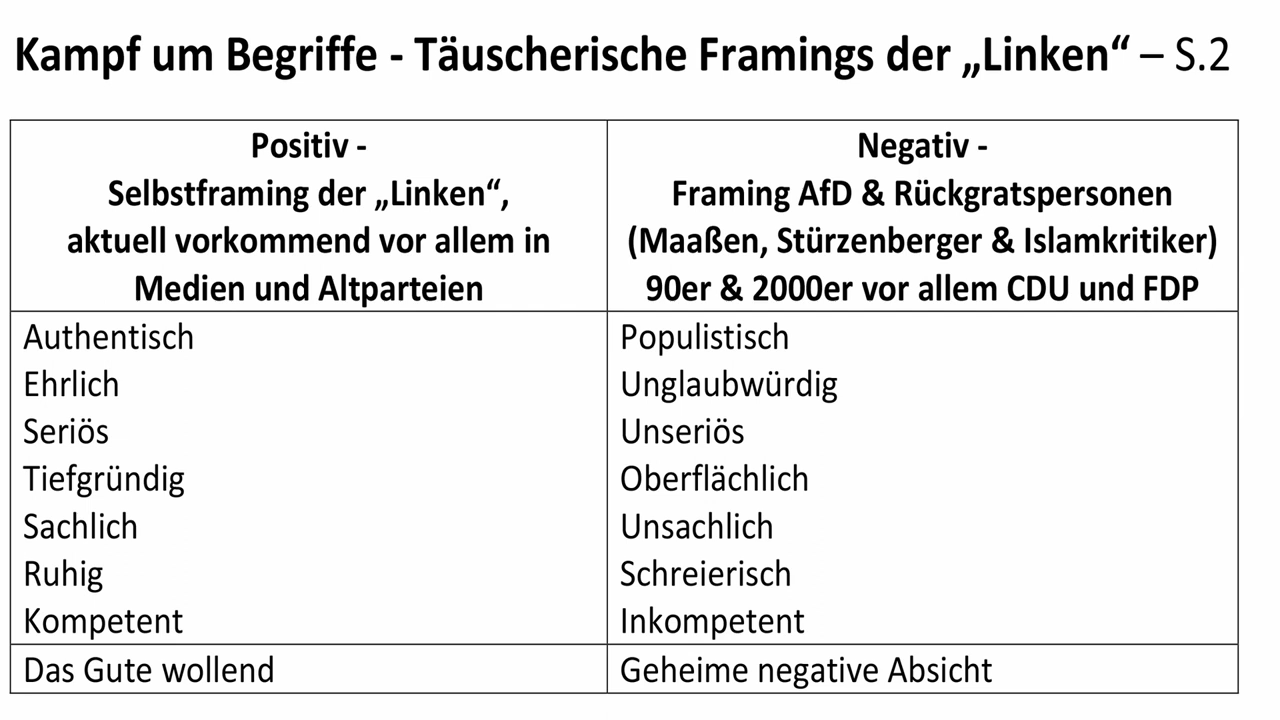 Kampf um Begriffe - Täuscherische Framings der „Linken“ – S.2
Positiv -
Selbstframing der „Linken“,
aktuell vorkommend vor allem in
Medien und Altparteien
Negativ -
Framing AfD & Rückgratspersonen
(Maaßen, Stürzenberger & Islamkritiker)
90er & 2000er vor allem CDU und FDP
Authentisch
Ehrlich
Seriös
Tiefgründig
Sachlich
Ruhig
Kompetent
Populistisch
Unglaubwürdig
Unseriös
Oberflächlich
Unsachlich
Schreierisch
Inkompetent
Das Gute wollend
Geheime negative Absicht